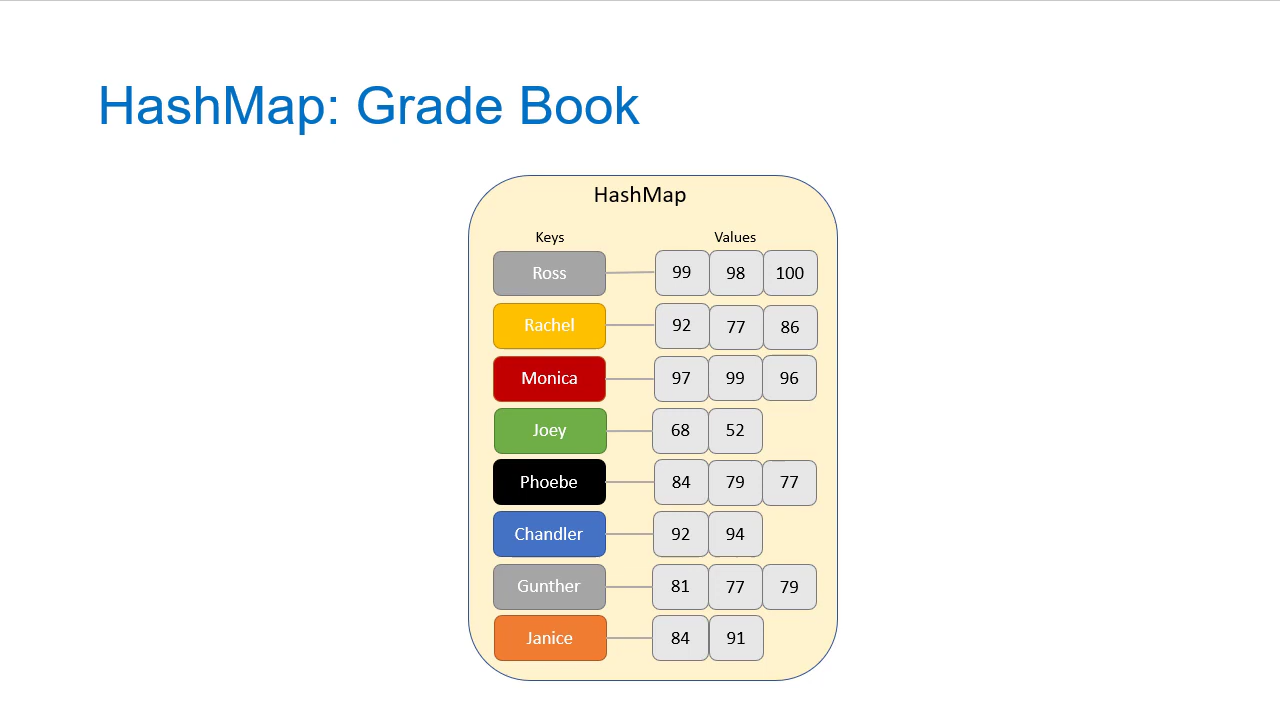 HashMap: Grade Book
HashMap
Keys Values
Ross 99 98 100
Rachel 92 77 86
Monica 97 99 96
Joey 68 52
Phoebe 84 79 77
Chandler 92 94
Gunther 81 77 79
Janice 84 91